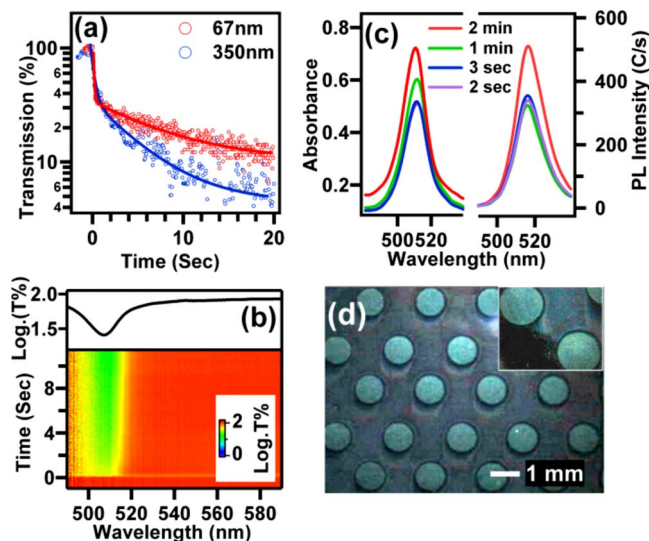 (a)
67nm
350nm
Transmission (%)
100
10
8
6
4
0
10
20
Time (Sec)
(c)
2 min
1 min
3 sec
2 sec
Absorbance
0.8
0.6
0.4
0.2
600
400
200
0
PL Intensity (C/s)
500 520
500 520
Wavelength (nm)
(b)
Log.(T%)
2.0
1.5
Time (Sec)
8
4
0
2
1
0
Log.T%
500
520
540
560
580
Wavelength (nm)
(d)
1 mm